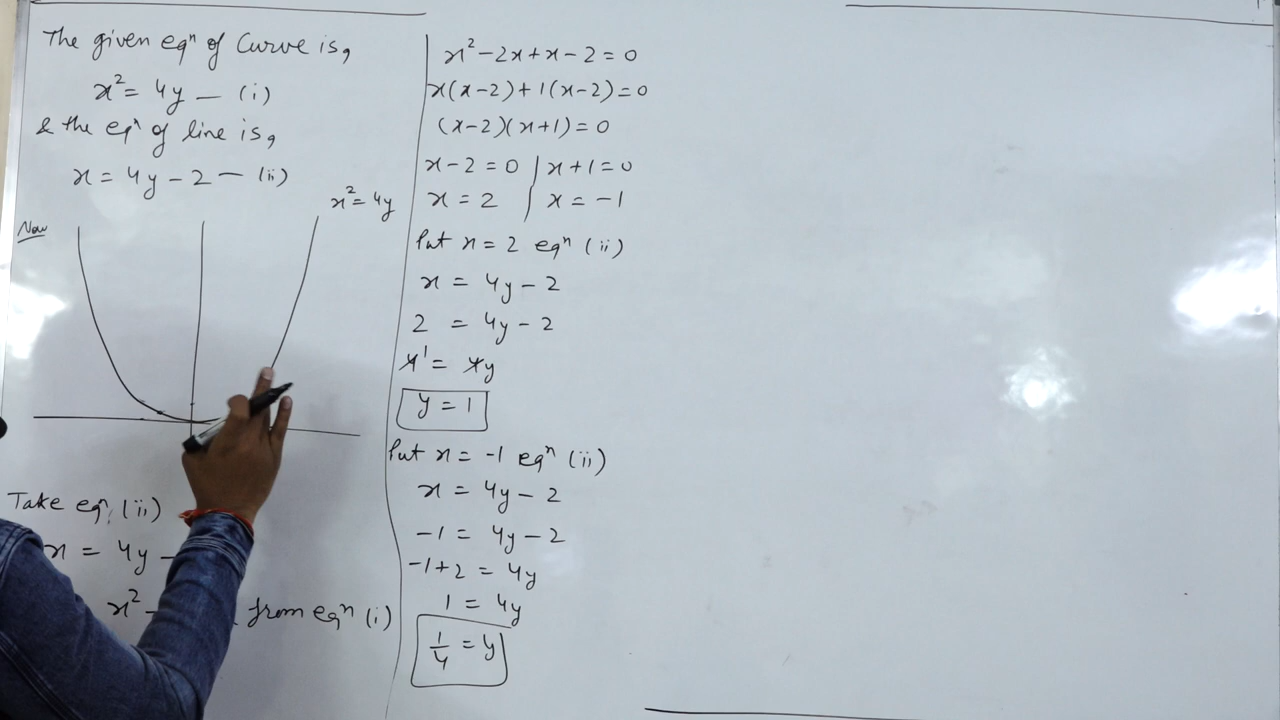 The given eqⁿ of Curve is,
x² = 4y — (i)
& the eqⁿ of line is,
x = 4y - 2 — (ii)
x² = 4y
Now
Take eqⁿ (ii)
x = 4y -
x² -
from eqⁿ (i)
x² - 2x + x - 2 = 0
x(x-2) + 1(x-2) = 0
(x-2)(x+1) = 0
x - 2 = 0 | x + 1 = 0
x = 2 | x = -1
Put x = 2 eqⁿ (ii)
x = 4y - 2
2 = 4y - 2
4¹ = 4y
y = 1
Put x = -1 eqⁿ (ii)
x = 4y - 2
-1 = 4y - 2
-1 + 2 = 4y
1 = 4y
1/4 = y